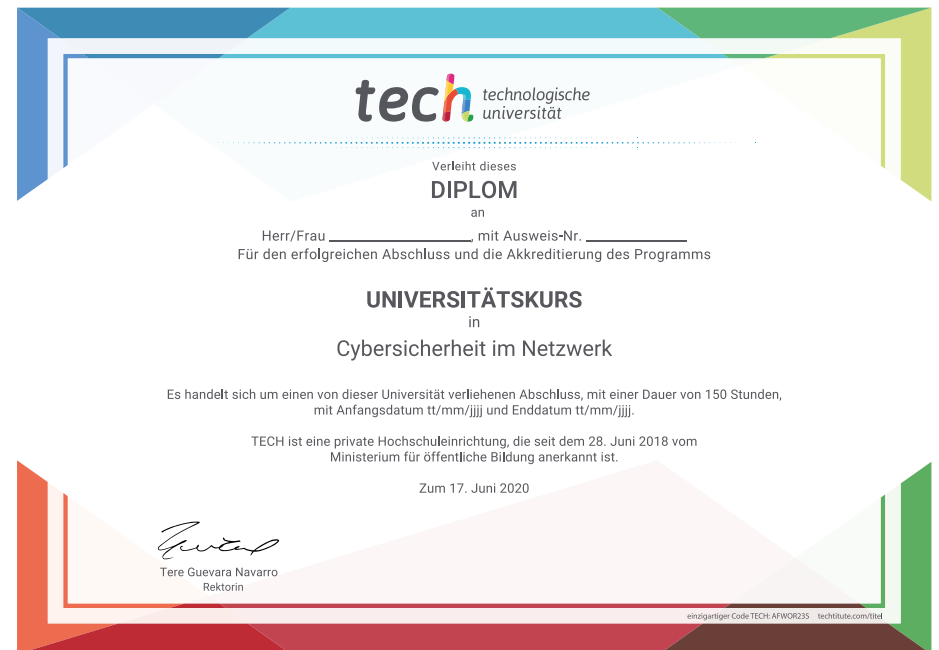 tech technologische
universität
Verleiht dieses
DIPLOM
an
Herr/Frau ____________________, mit Ausweis-Nr. ______________
Für den erfolgreichen Abschluss und die Akkreditierung des Programms
UNIVERSITÄTSKURS
in
Cybersicherheit im Netzwerk
Es handelt sich um einen von dieser Universität verliehenen Abschluss, mit einer Dauer von 150 Stunden,
mit Anfangsdatum tt/mm/jjjj und Enddatum tt/mm/jjjj.
TECH ist eine private Hochschuleinrichtung, die seit dem 28. Juni 2018 vom
Ministerium für öffentliche Bildung anerkannt ist.
Zum 17. Juni 2020
Tere Guevara Navarro
Rektorin
einzigartiger Code TECH: AFWOR23S techtitute.com/titel